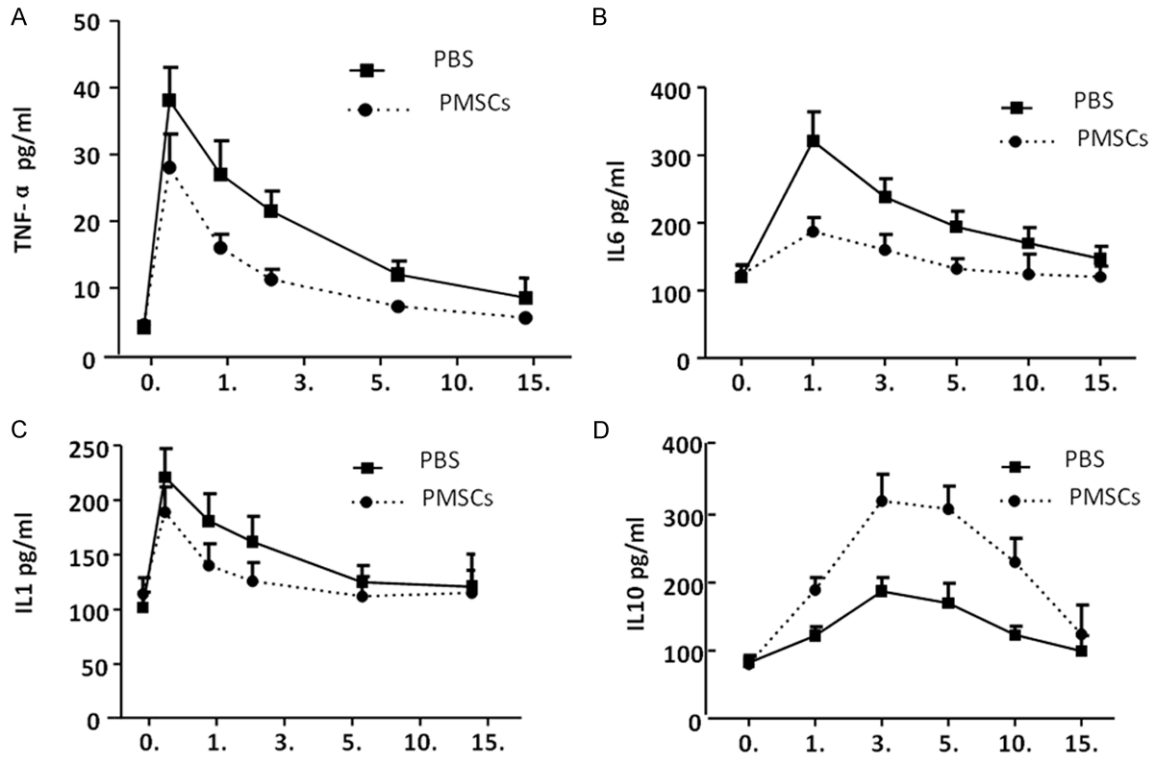 A
50
40
30
20
10
0
TNF- α pg/ml
PBS
PMSCs
0. 1. 3. 5. 10. 15.
B
400
300
200
100
0
IL6 pg/ml
PBS
PMSCs
0. 1. 3. 5. 10. 15.
C
250
200
150
100
50
0
IL1 pg/ml
PBS
PMSCs
0. 1. 5. 10. 15.
D
400
300
200
100
0
IL10 pg/ml
PBS
PMSCs
0. 1. 3. 5. 10. 15.